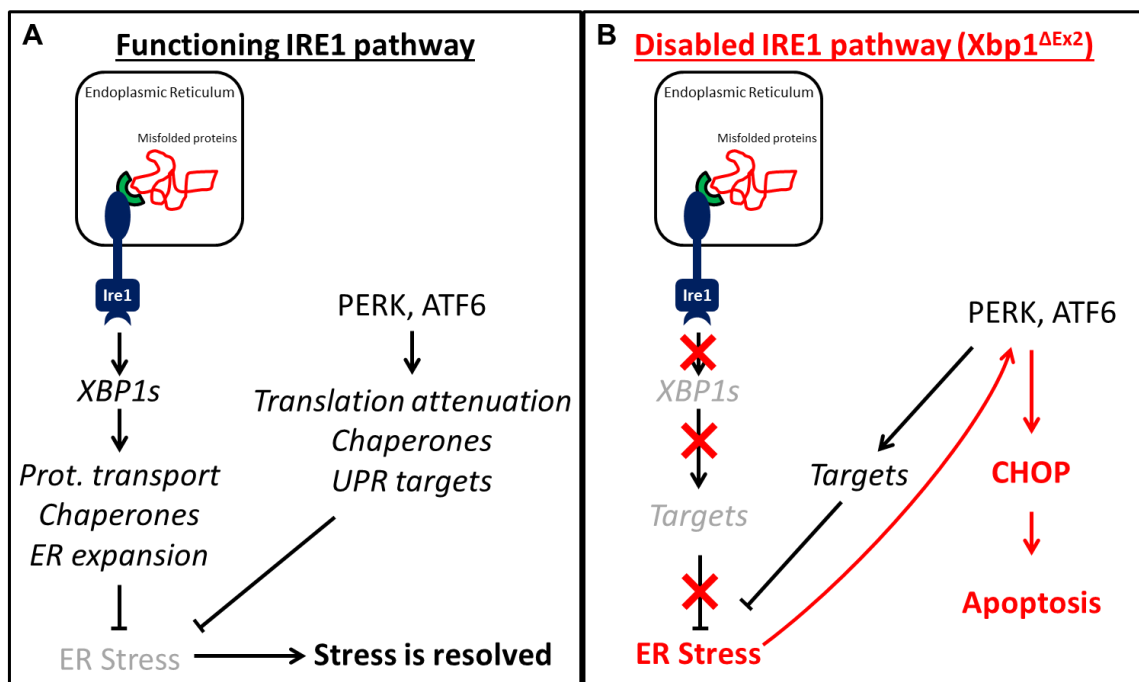 A
Functioning IRE1 pathway
Endoplasmic Reticulum
Misfolded proteins
Ire1
XBP1s
Prot. transport
Chaperones
ER expansion
PERK, ATF6
Translation attenuation
Chaperones
UPR targets
ER Stress
Stress is resolved
B
Disabled IRE1 pathway (Xbp1ΔEx2)
Endoplasmic Reticulum
Misfolded proteins
Ire1
XBP1s
Targets
ER Stress
PERK, ATF6
Targets
CHOP
Apoptosis